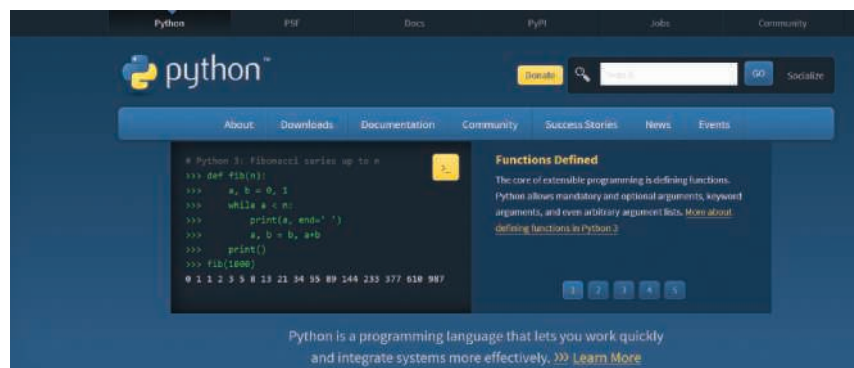 Python PSF Docs PyPI Jobs Community
python™
Donate GO Socialize
About Downloads Documentation Community Success Stories News Events
# Python 3: Fibonacci series up to n
>>> def fib(n):
>>>     a, b = 0, 1
>>>     while a < n:
>>>         print(a, end=' ')
>>>         a, b = b, a+b
>>>     print()
>>> fib(1000)
0 1 1 2 3 5 8 13 21 34 55 89 144 233 377 610 987
>_
Functions Defined
The core of extensible programming is defining functions.
Python allows mandatory and optional arguments, keyword
arguments, and even arbitrary argument lists. More about
defining functions in Python 3
1 2 3 4 5
Python is a programming language that lets you work quickly
and integrate systems more effectively. >>> Learn More